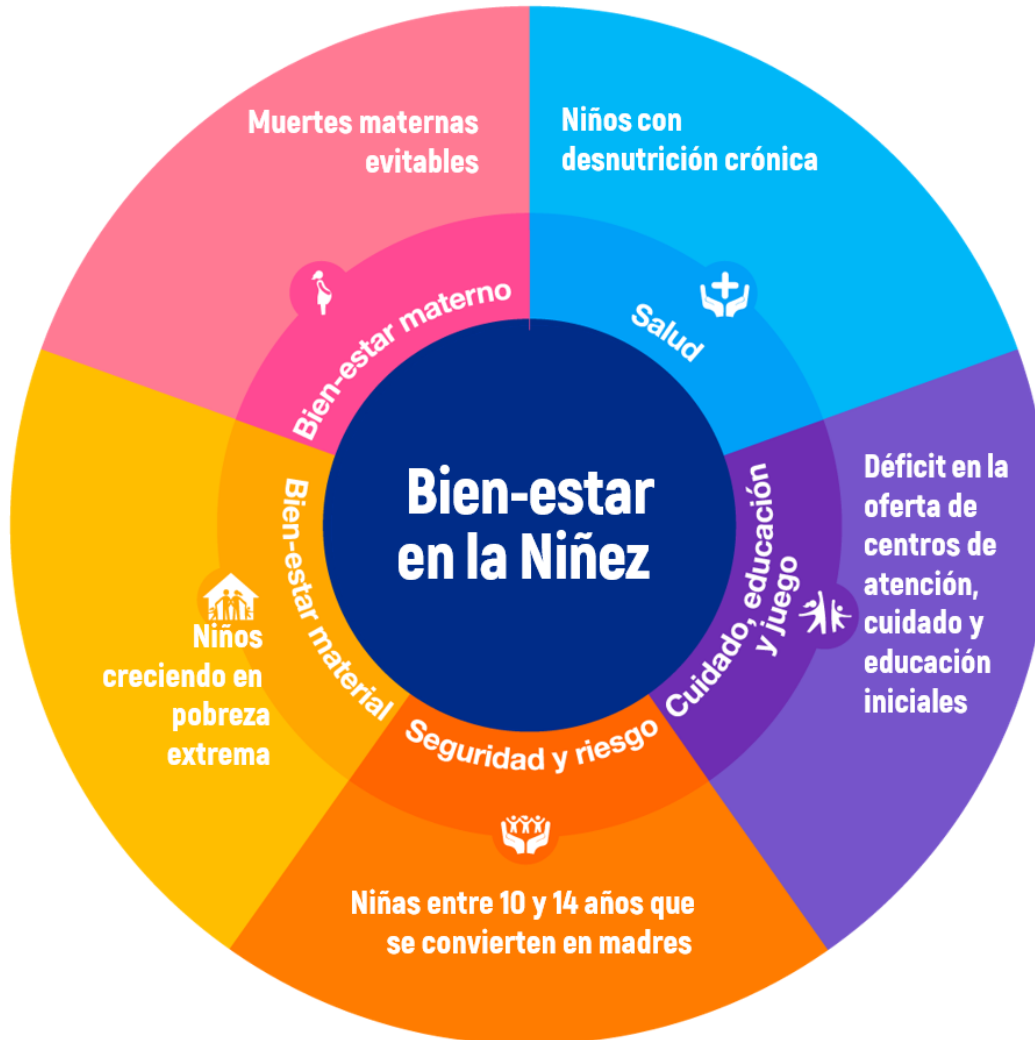 Muertes maternas
evitables
Niños con
desnutrición crónica
Bien-estar materno
Salud
Bien-estar
en la Niñez
Déficit en la
oferta de
centros de
atención,
cuidado y
educación
iniciales
Cuidado, educación
y juego
Bien-estar material
Niños
creciendo en
pobreza
extrema
Seguridad y riesgo
Niñas entre 10 y 14 años que
se convierten en madres